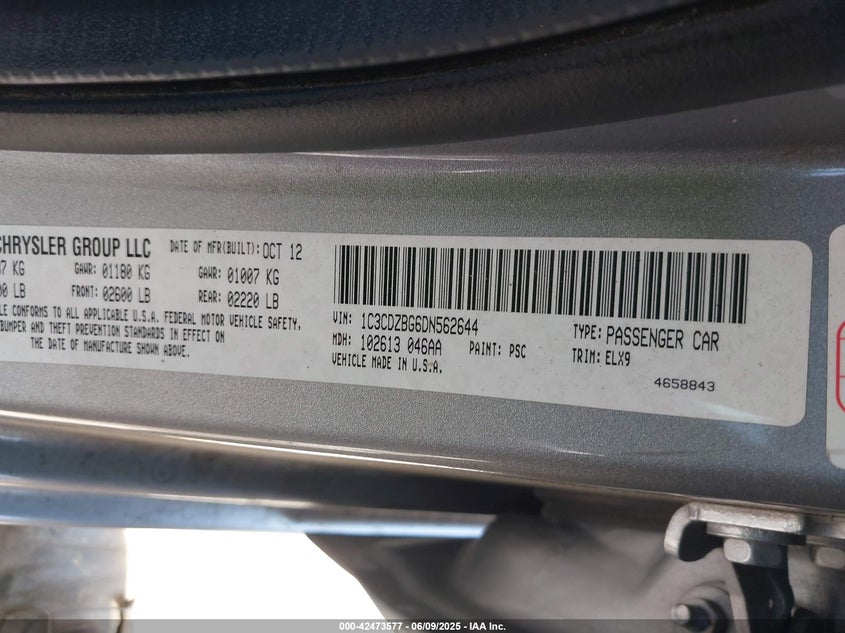 CHRYSLER GROUP LLC DATE OF MFR(BUILT): OCT 12
KG GAWR: 01180 KG GAWR: 01007 KG
LB FRONT: 02600 LB REAR: 02220 LB
CONFORMS TO ALL APPLICABLE U.S.A. FEDERAL MOTOR VEHICLE SAFETY,
BUMPER AND THEFT PREVENTION STANDARDS IN EFFECT ON
THE DATE OF MANUFACTURE SHOWN ABOVE.
VIN: 1C3CDZBG6DN562644 TYPE: PASSENGER CAR
MDH: 102613 046AA PAINT: PSC TRIM: ELX9
VEHICLE MADE IN U.S.A.
4658843
000-42473577 - 06/09/2025 - IAA Inc.